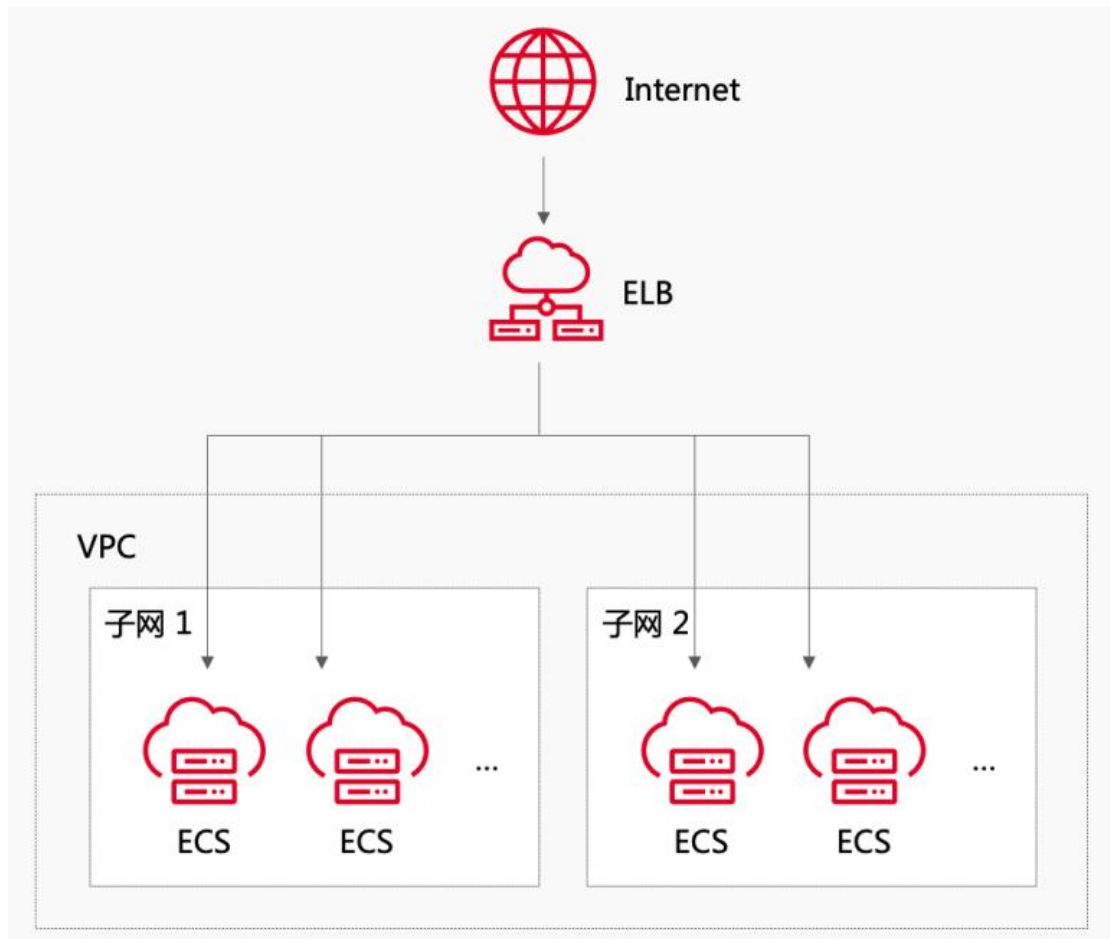 Internet
ELB
VPC
子网 1
子网 2
...
...
ECS
ECS
ECS
ECS